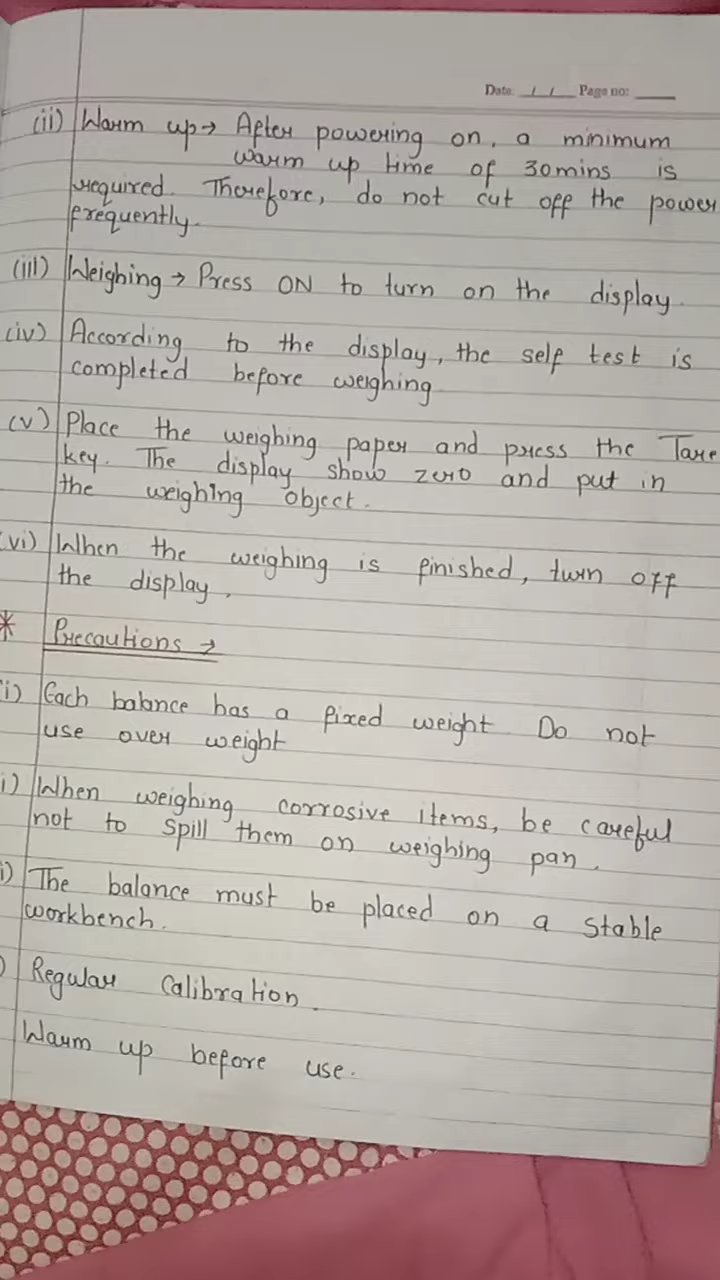 Date: __/__/__ Page no: ____
(ii) Warm up → After powering on, a minimum
warm up time of 30mins is
required. Therefore, do not cut off the power
frequently.
(iii) Weighing → Press ON to turn on the display.
(iv) According to the display, the self test is
completed before weighing
(v) Place the weighing paper and press the Tare
key. The display show zero and put in
the weighing object.
(vi) When the weighing is finished, turn off
the display.
* Precautions →
i) Each balance has a fixed weight. Do not
use over weight
i) When weighing corrosive items, be careful
not to spill them on weighing pan.
i) The balance must be placed on a stable
workbench.
) Regular Calibration.
Warm up before use.